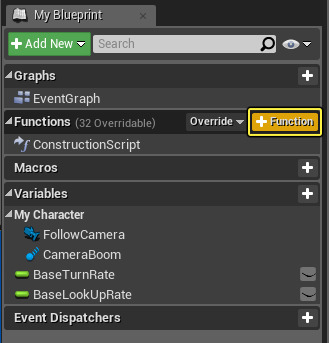 My Blueprint
Add New
Search
Graphs
EventGraph
Functions (32 Overridable) Override Function
ConstructionScript
Macros
Variables
My Character
FollowCamera
CameraBoom
BaseTurnRate
BaseLookUpRate
Event Dispatchers